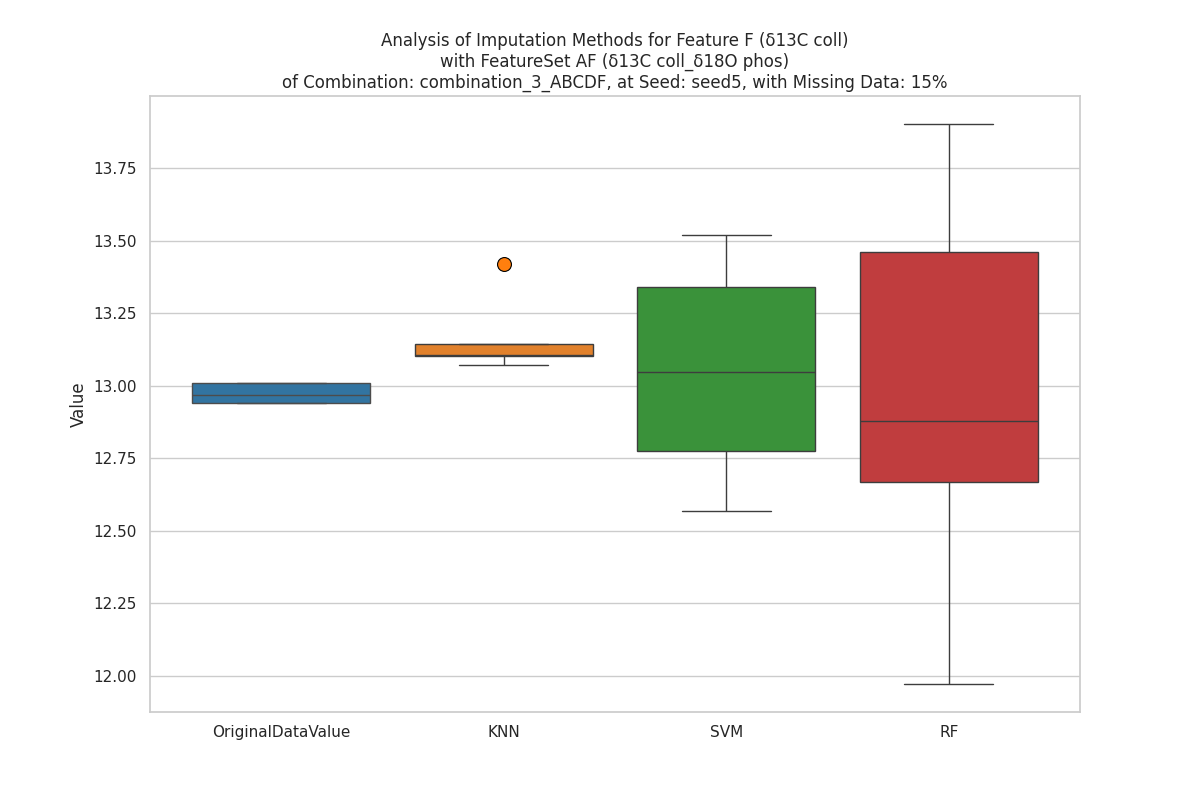 Analysis of Imputation Methods for Feature F (δ13C coll)
with FeatureSet AF (δ13C coll_δ18O phos)
of Combination: combination_3_ABCDF, at Seed: seed5, with Missing Data: 15%
Value
13.75
13.50
13.25
13.00
12.75
12.50
12.25
12.00
OriginalDataValue
KNN
SVM
RF